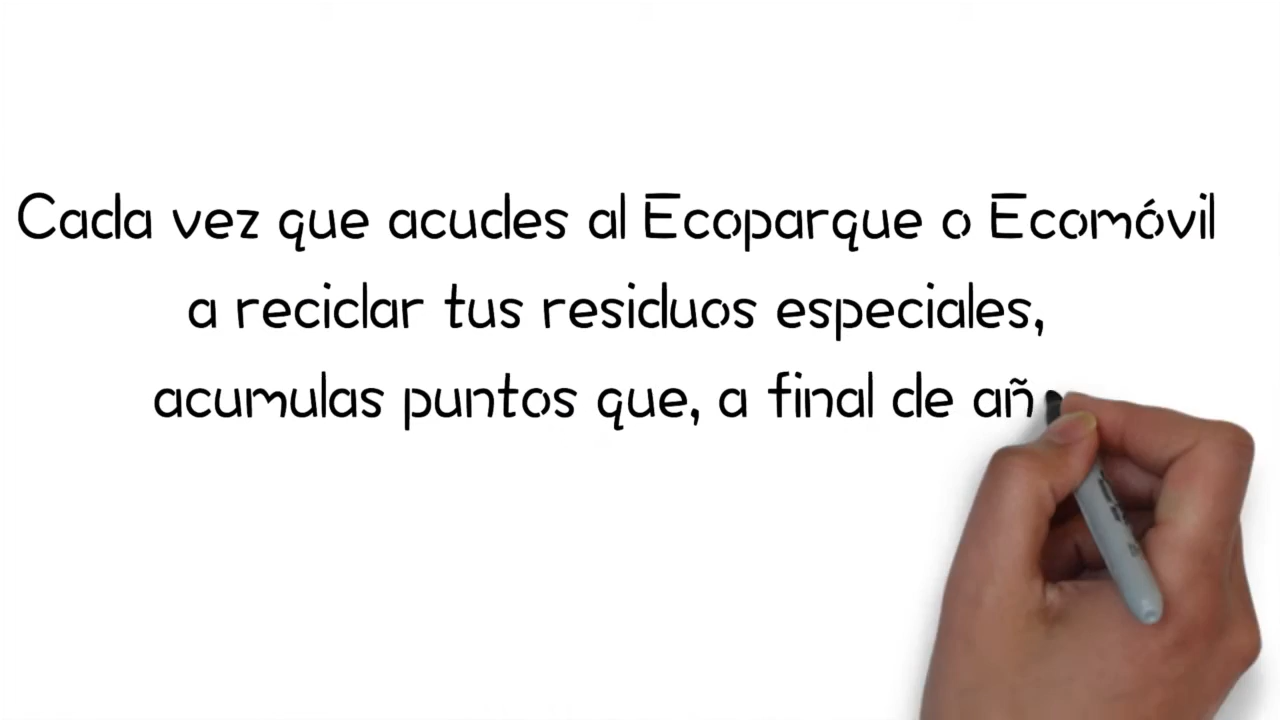 Cada vez que acudes al Ecoparque o Ecomóvil
a reciclar tus residuos especiales,
acumulas puntos que, a final de añ